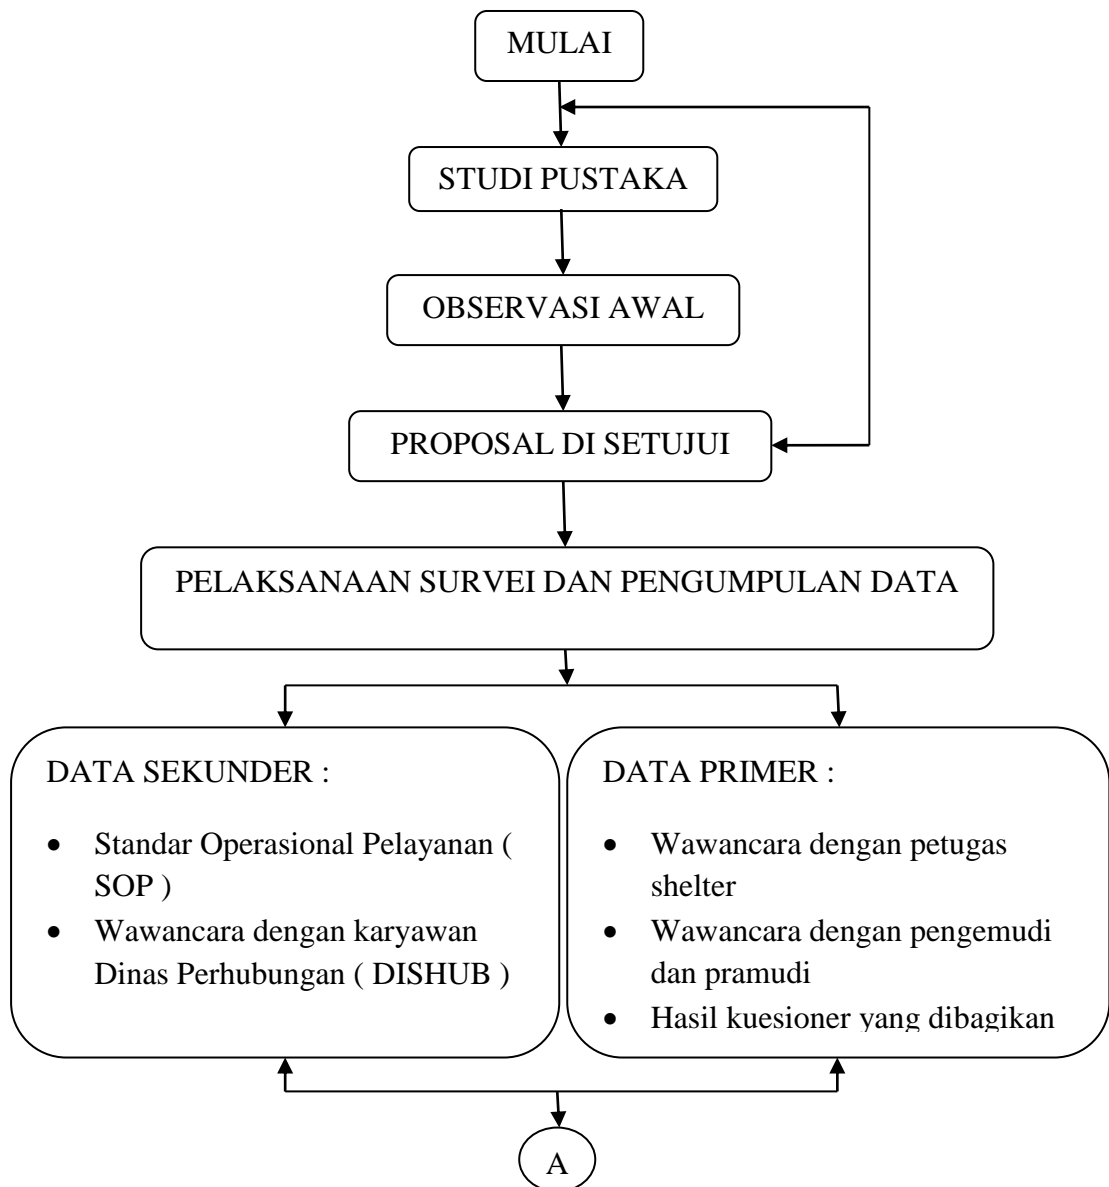 MULAI
STUDI PUSTAKA
OBSERVASI AWAL
PROPOSAL DI SETUJUI
PELAKSANAAN SURVEI DAN PENGUMPULAN DATA
DATA SEKUNDER :
• Standar Operasional Pelayanan (
SOP )
• Wawancara dengan karyawan
Dinas Perhubungan ( DISHUB )
DATA PRIMER :
• Wawancara dengan petugas
shelter
• Wawancara dengan pengemudi
dan pramudi
• Hasil kuesioner yang dibagikan
A